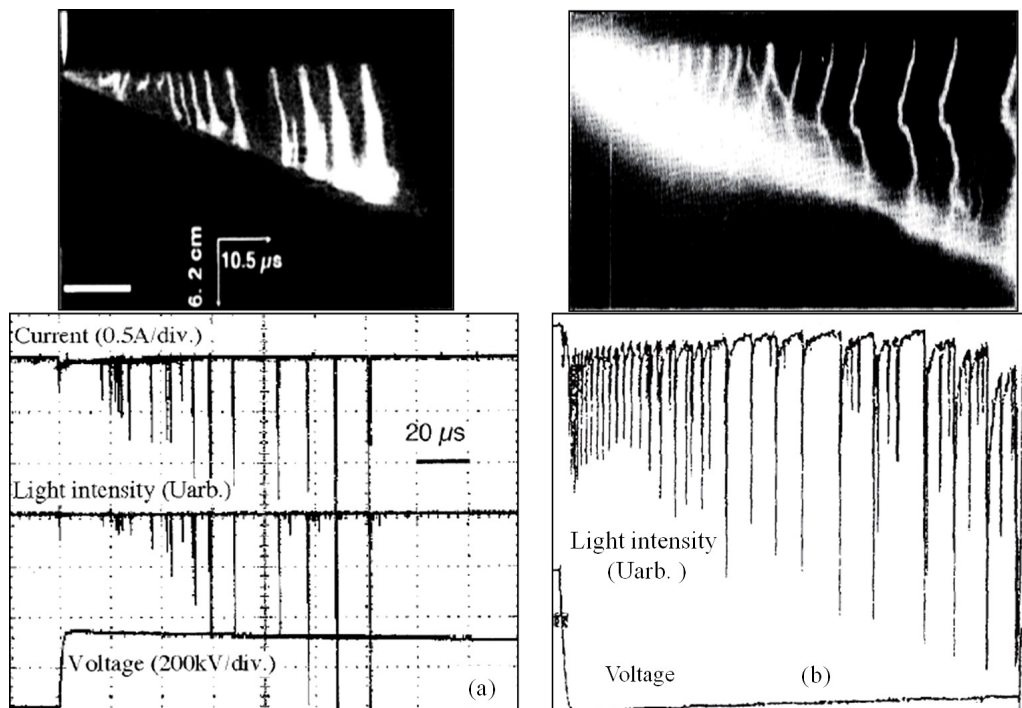 6.2 cm
10.5 µs
Current (0.5A/div.)
20 µs
Light intensity (Uarb.)
Voltage (200kV/div.)
(a)
Light intensity
(Uarb. )
Voltage
(b)